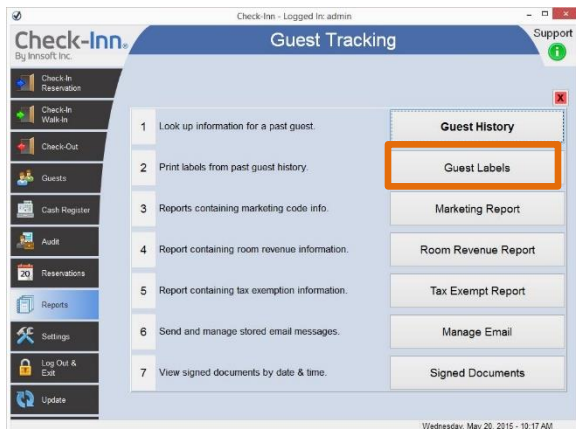 Check-Inn - Logged In: admin
Check-Inn®
By Innsoft Inc.
Guest Tracking
Support
Check-In
Reservation
Check-In
Walk-In
Check-Out
Guests
Cash Register
Audit
20
Reservations
Reports
Settings
Log Out &
Exit
Update
X
1 Look up information for a past guest. Guest History
2 Print labels from past guest history. Guest Labels
3 Reports containing marketing code info. Marketing Report
4 Report containing room revenue information. Room Revenue Report
5 Report containing tax exemption information. Tax Exempt Report
6 Send and manage stored email messages. Manage Email
7 View signed documents by date & time. Signed Documents
Wednesday, May 20, 2015 - 10:17 AM